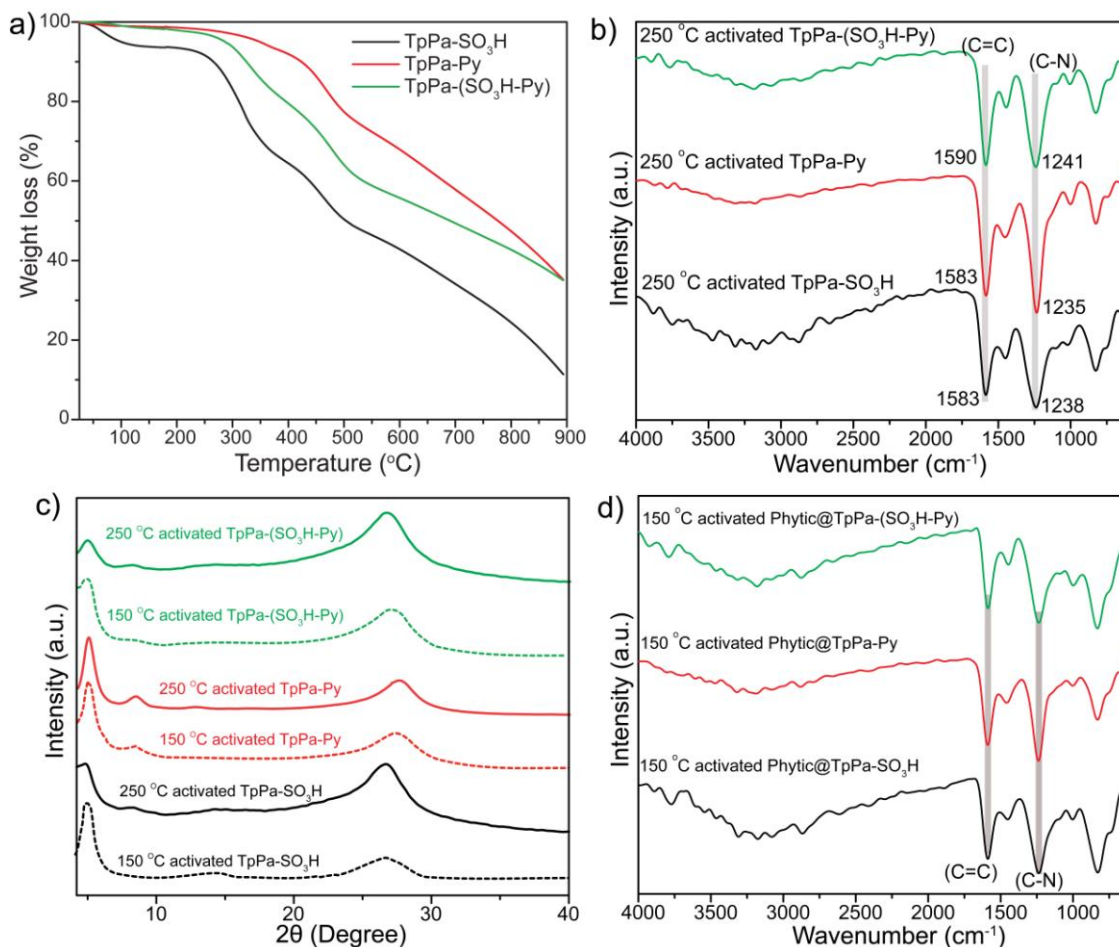 a)
100
80
60
40
20
0
Weight loss (%)
TpPa-SO₃H
TpPa-Py
TpPa-(SO₃H-Py)
100 200 300 400 500 600 700 800 900
Temperature (°C)
b)
250 °C activated TpPa-(SO₃H-Py)
(C=C)
(C-N)
1590
1241
250 °C activated TpPa-Py
1583
1235
250 °C activated TpPa-SO₃H
1583
1238
Intensity (a.u.)
4000 3500 3000 2500 2000 1500 1000
Wavenumber (cm⁻¹)
c)
250 °C activated TpPa-(SO₃H-Py)
150 °C activated TpPa-(SO₃H-Py)
250 °C activated TpPa-Py
150 °C activated TpPa-Py
250 °C activated TpPa-SO₃H
150 °C activated TpPa-SO₃H
Intensity (a.u.)
10 20 30 40
2θ (Degree)
d)
150 °C activated Phytic@TpPa-(SO₃H-Py)
150 °C activated Phytic@TpPa-Py
150 °C activated Phytic@TpPa-SO₃H
(C=C)
(C-N)
Intensity (a.u.)
4000 3500 3000 2500 2000 1500 1000
Wavenumber (cm⁻¹)